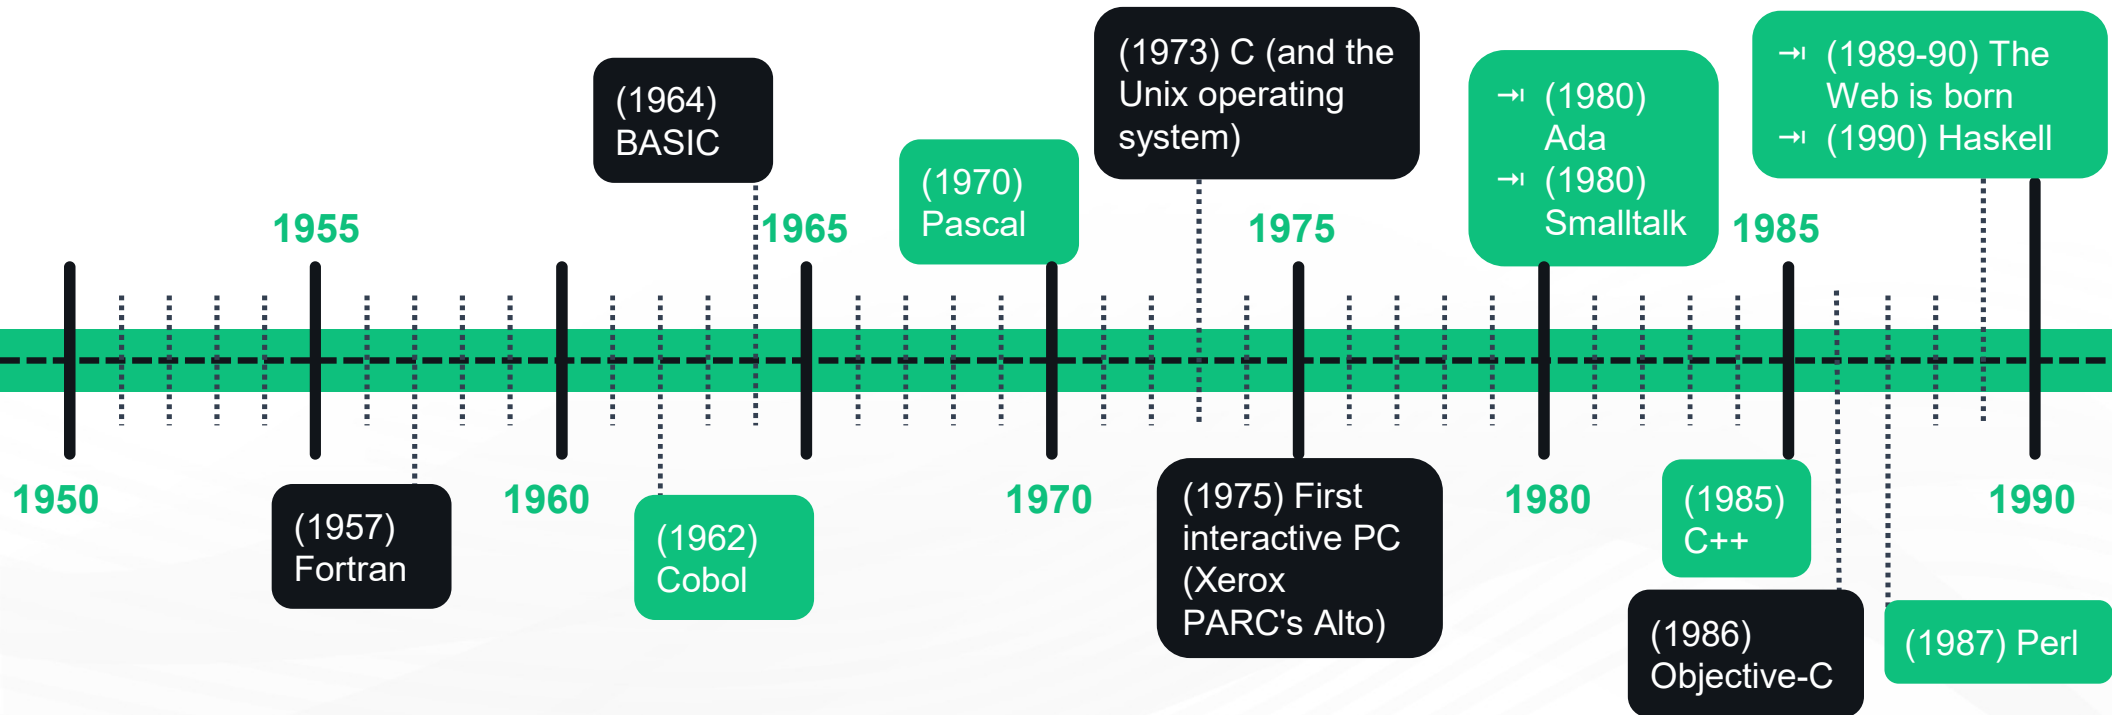 (1964)
BASIC
(1973) C (and the
Unix operating
system)
(1970)
Pascal
→ı (1980)
Ada
→ı (1980)
Smalltalk
→ı (1989-90) The
Web is born
→ı (1990) Haskell
1955
1965
1975
1985
1950
1960
1970
1980
1990
(1957)
Fortran
(1962)
Cobol
(1975) First
interactive PC
(Xerox
PARC's Alto)
(1985)
C++
(1986)
Objective-C
(1987) Perl